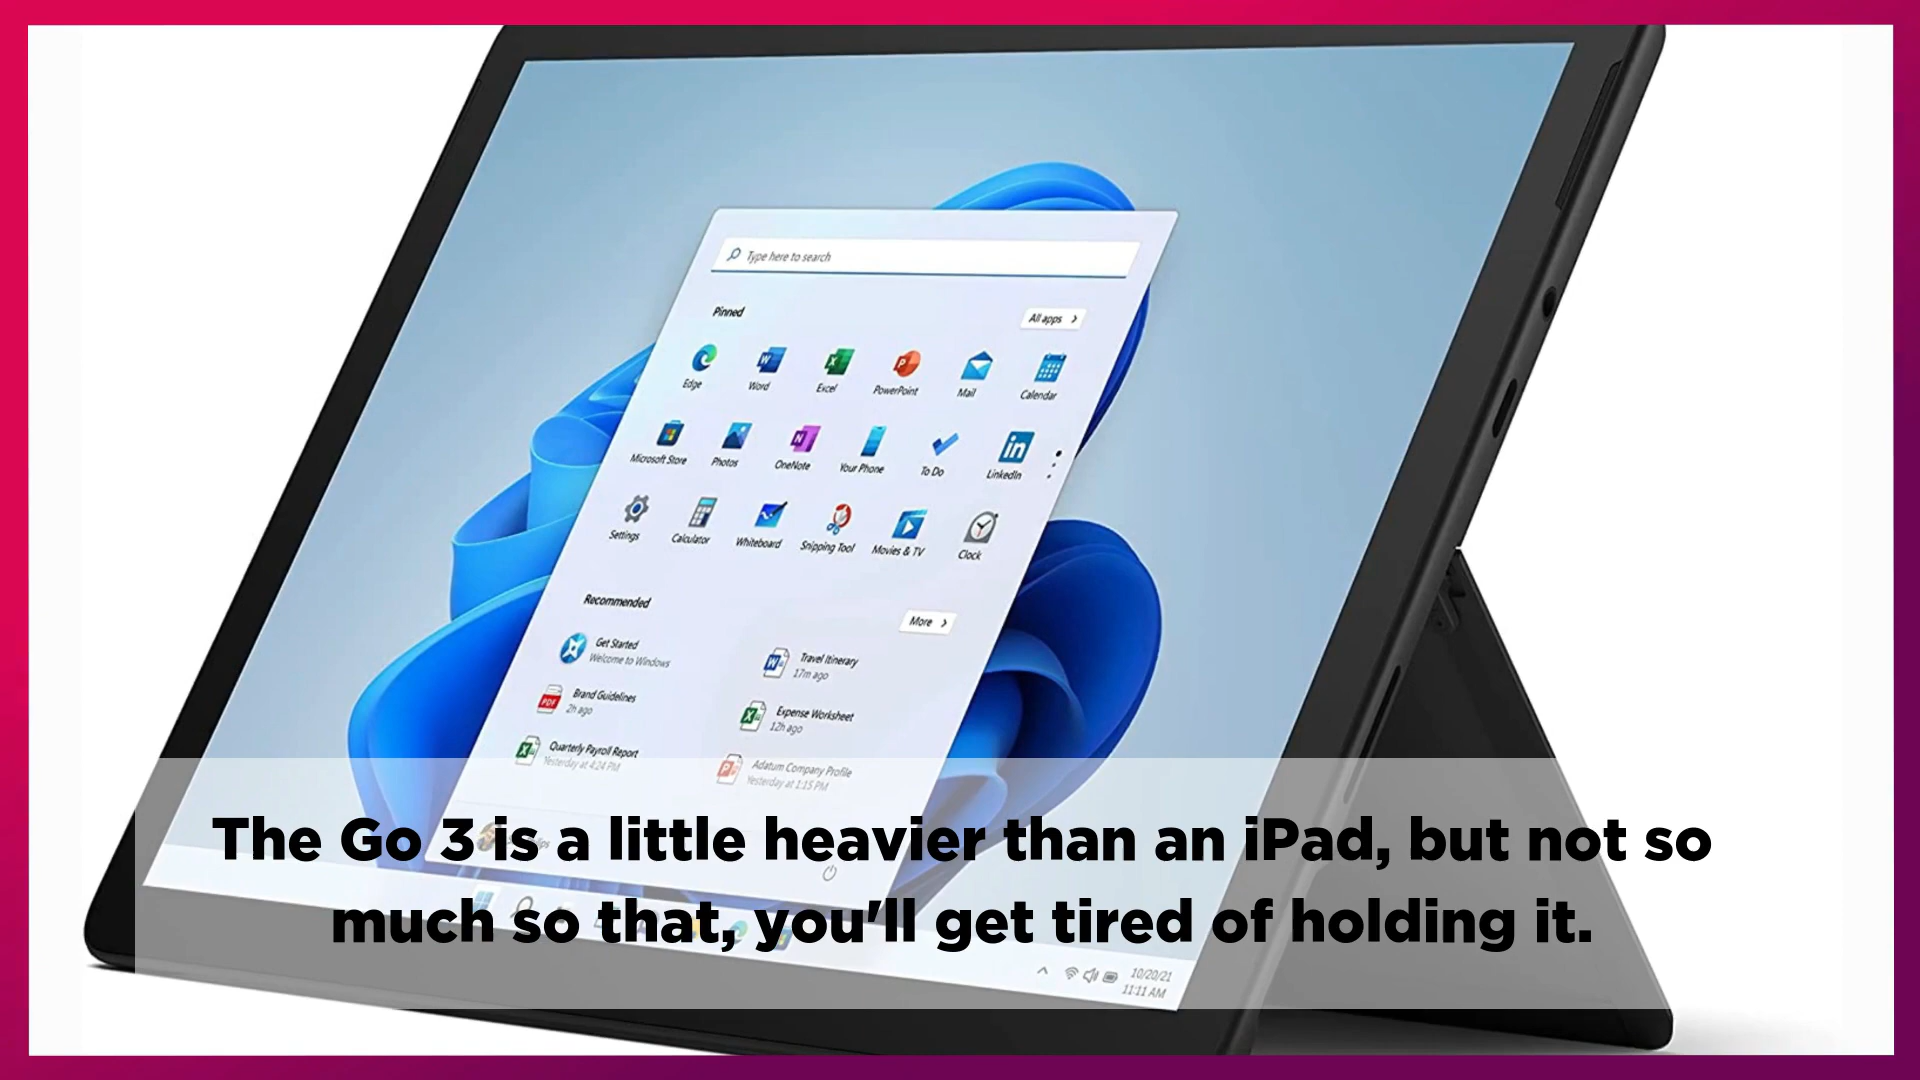 Type here to search
Pinned
All apps >
Edge
Word
Excel
PowerPoint
Mail
Calendar
Microsoft Store
Photos
OneNote
Your Phone
To Do
LinkedIn
Settings
Calculator
Whiteboard
Snipping Tool
Movies & TV
Clock
Recommended
More >
Get Started
Welcome to Windows
Travel Itinerary
17m ago
Brand Guidelines
2h ago
Expense Worksheet
12h ago
Quarterly Payroll Report
Yesterday at 4:24 PM
Adatum Company Profile
Yesterday at 1:15 PM
The Go 3 is a little heavier than an iPad, but not so
much so that, you'll get tired of holding it.
10/20/21
11:11 AM